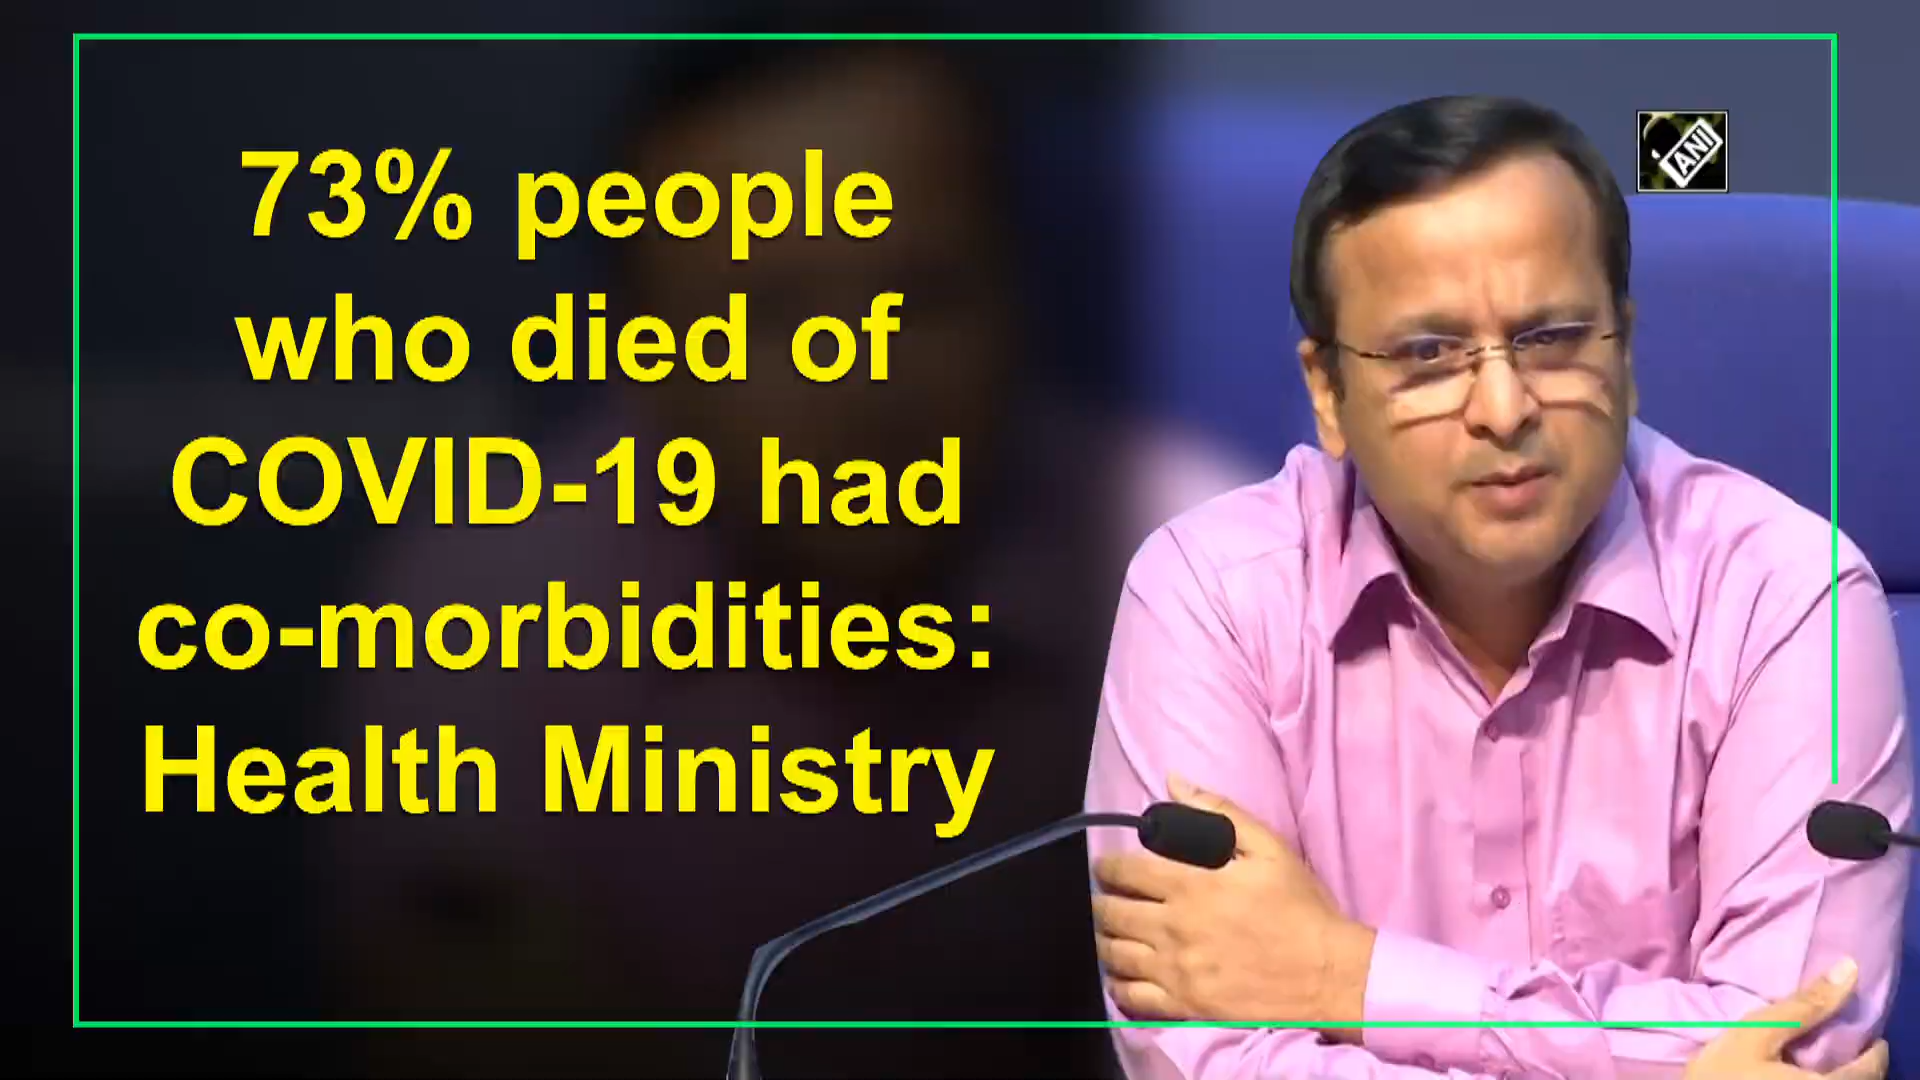 73% people
who died of
COVID-19 had
co-morbidities:
Health Ministry
ANI